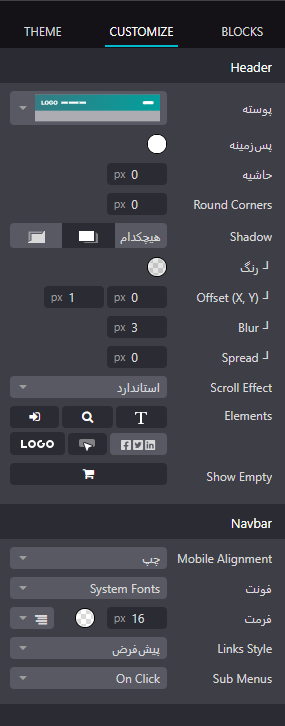 THEME CUSTOMIZE BLOCKS
Header
پوسته LOGO
پس‌زمینه
حاشیه 0 px
Round Corners 0 px
Shadow هیچکدام
رنگ ┘
Offset (X, Y) ┘ 0 px 1
Blur ┘ 3 px
Spread ┘ 0 px
Scroll Effect استاندارد
Elements T
LOGO
Show Empty
Navbar
Mobile Alignment چپ
فونت System Fonts
فرمت 16 px
Links Style پیش‌فرض
Sub Menus On Click